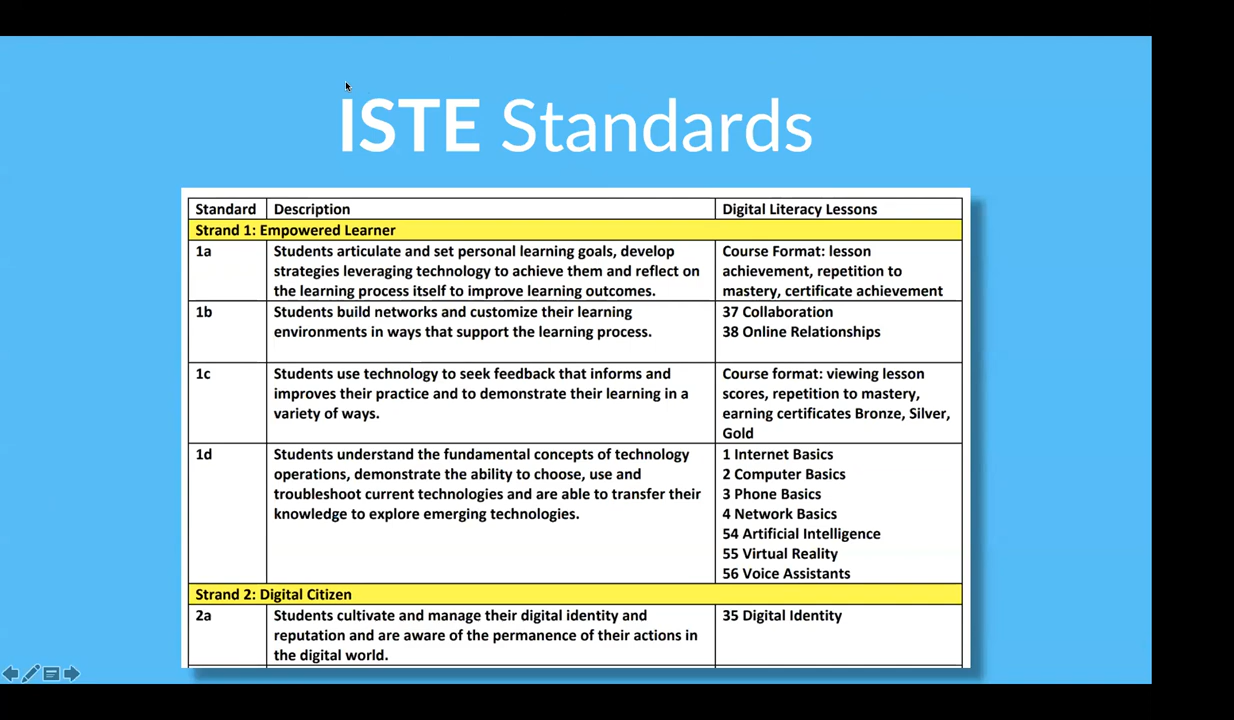 ISTE Standards
Standard Description Digital Literacy Lessons
Strand 1: Empowered Learner
1a
Students articulate and set personal learning goals, develop
strategies leveraging technology to achieve them and reflect on
the learning process itself to improve learning outcomes.
Course Format: lesson
achievement, repetition to
mastery, certificate achievement
1b
Students build networks and customize their learning
environments in ways that support the learning process.
37 Collaboration
38 Online Relationships
1c
Students use technology to seek feedback that informs and
improves their practice and to demonstrate their learning in a
variety of ways.
Course format: viewing lesson
scores, repetition to mastery,
earning certificates Bronze, Silver,
Gold
1d
Students understand the fundamental concepts of technology
operations, demonstrate the ability to choose, use and
troubleshoot current technologies and are able to transfer their
knowledge to explore emerging technologies.
1 Internet Basics
2 Computer Basics
3 Phone Basics
4 Network Basics
54 Artificial Intelligence
55 Virtual Reality
56 Voice Assistants
Strand 2: Digital Citizen
2a
Students cultivate and manage their digital identity and
reputation and are aware of the permanence of their actions in
the digital world.
35 Digital Identity